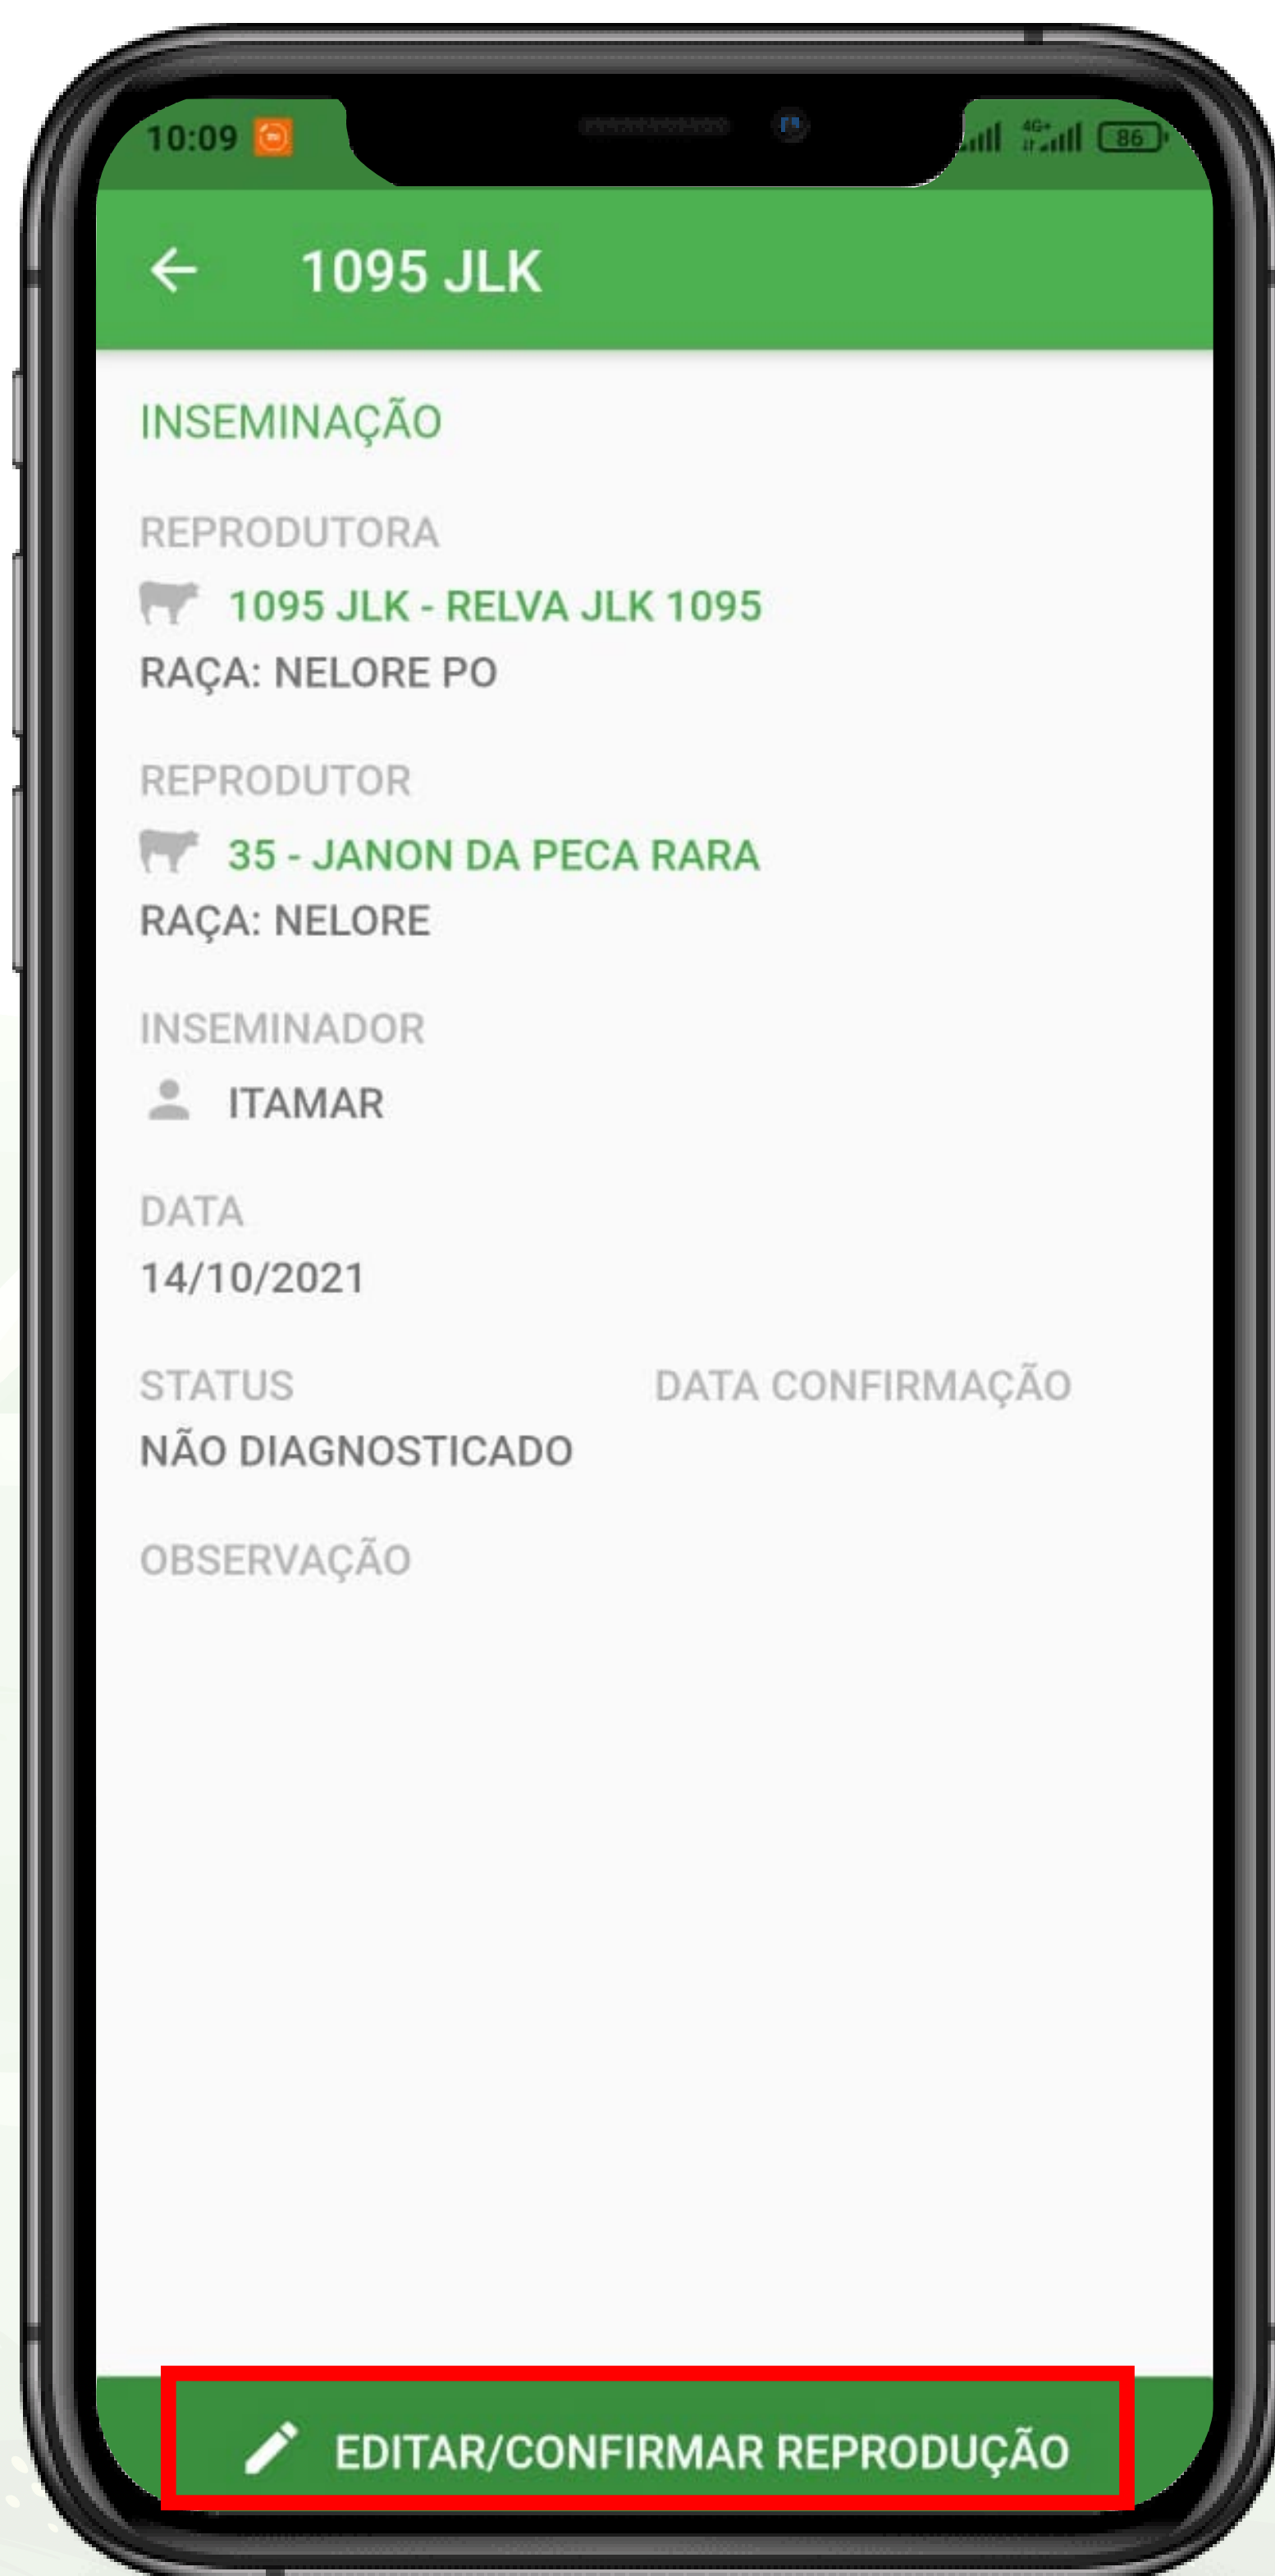 10:09
4G+
86
1095 JLK
INSEMINAÇÃO
REPRODUTORA
1095 JLK - RELVA JLK 1095
RAÇA: NELORE PO
REPRODUTOR
35 - JANON DA PECA RARA
RAÇA: NELORE
INSEMINADOR
ITAMAR
DATA
14/10/2021
STATUS DATA CONFIRMAÇÃO
NÃO DIAGNOSTICADO
OBSERVAÇÃO
EDITAR/CONFIRMAR REPRODUÇÃO